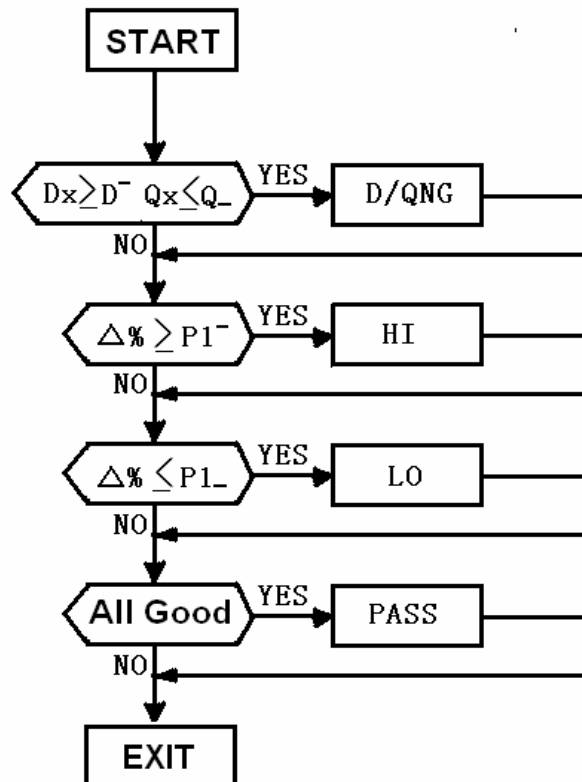 START
Dx≥D⁻ Qx≤Q₋
YES
D/QNG
NO
△% ≥ P1⁻
YES
HI
NO
△% ≤ P1₋
YES
LO
NO
All Good
YES
PASS
NO
EXIT